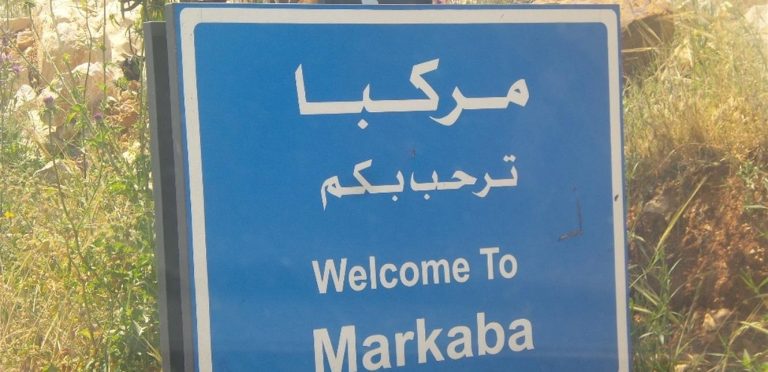 مركبا
ترحب بكم
Welcome To
Markaba